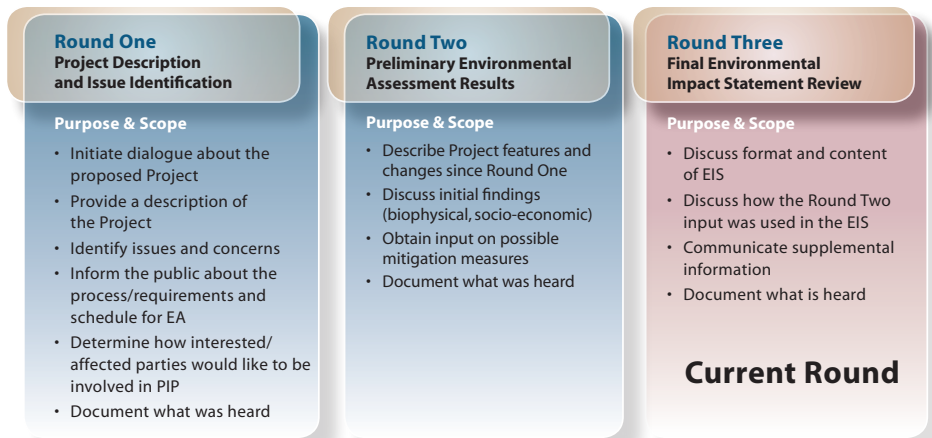 Round One
Project Description
and Issue Identification
Purpose & Scope
• Initiate dialogue about the
proposed Project
• Provide a description of
the Project
• Identify issues and concerns
• Inform the public about the
process/requirements and
schedule for EA
• Determine how interested/
affected parties would like to be
involved in PIP
• Document what was heard
Round Two
Preliminary Environmental
Assessment Results
Purpose & Scope
• Describe Project features and
changes since Round One
• Discuss initial findings
(biophysical, socio-economic)
• Obtain input on possible
mitigation measures
• Document what was heard
Round Three
Final Environmental
Impact Statement Review
Purpose & Scope
• Discuss format and content
of EIS
• Discuss how the Round Two
input was used in the EIS
• Communicate supplemental
information
• Document what is heard
Current Round